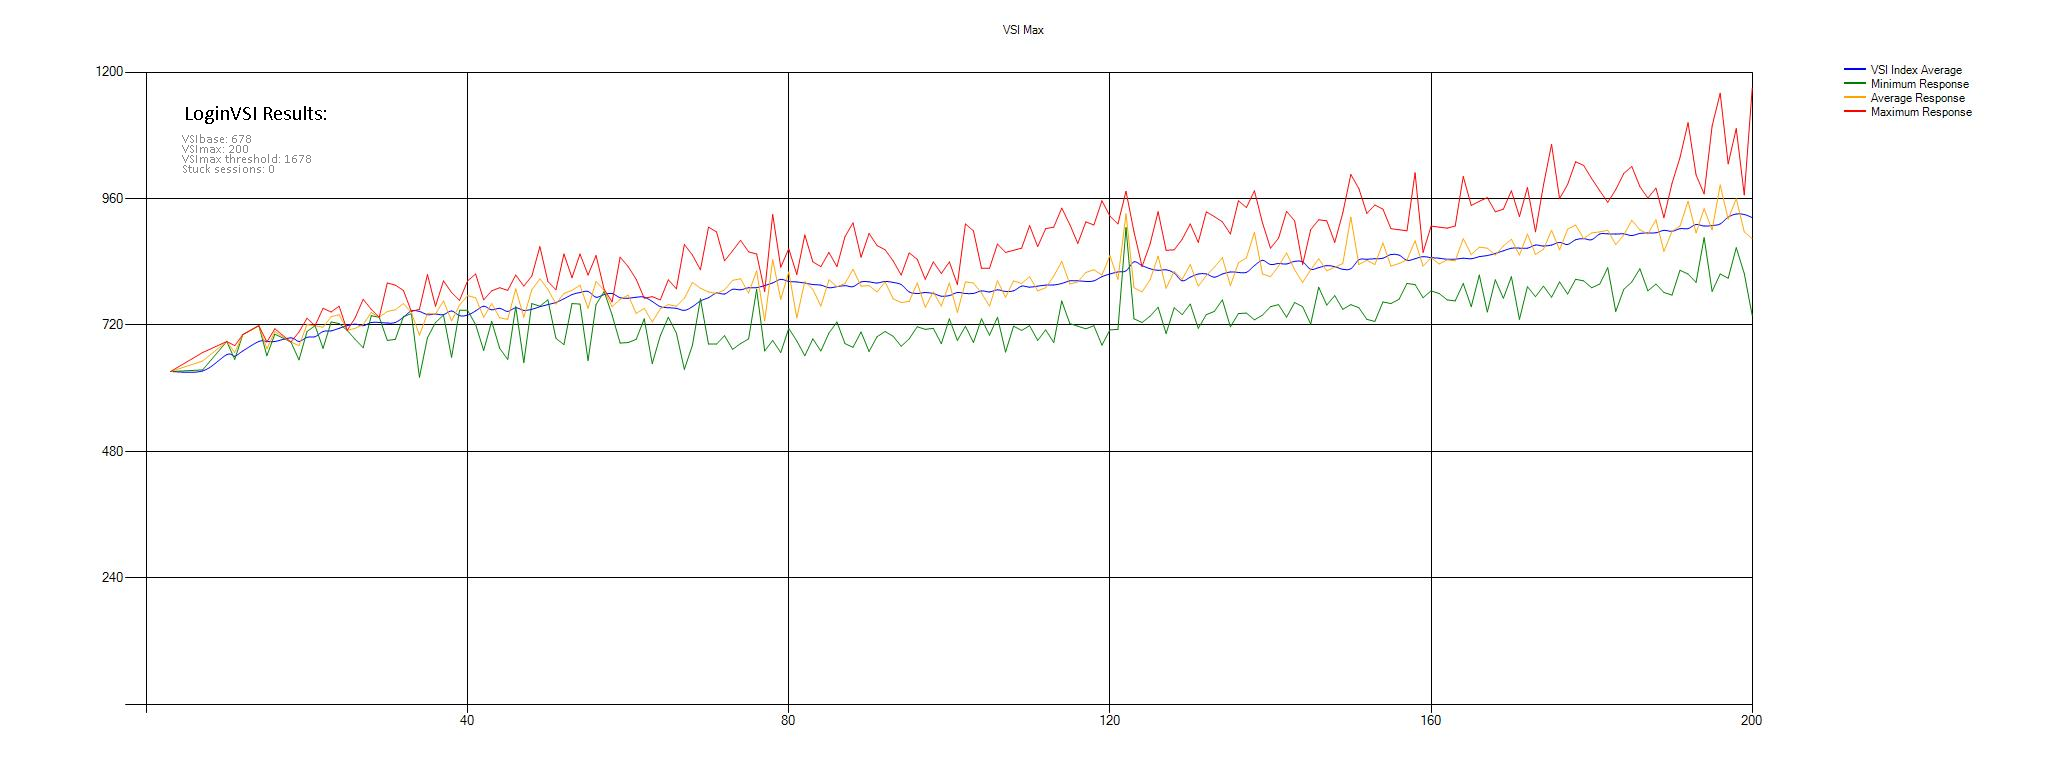 VSI Max
1200
960
720
480
240
LoginVSI Results:
VSIbase: 678
VSImax: 200
VSImax threshold: 1678
Stuck sessions: 0
VSI Index Average
Minimum Response
Average Response
Maximum Response
40 80 120 160 200